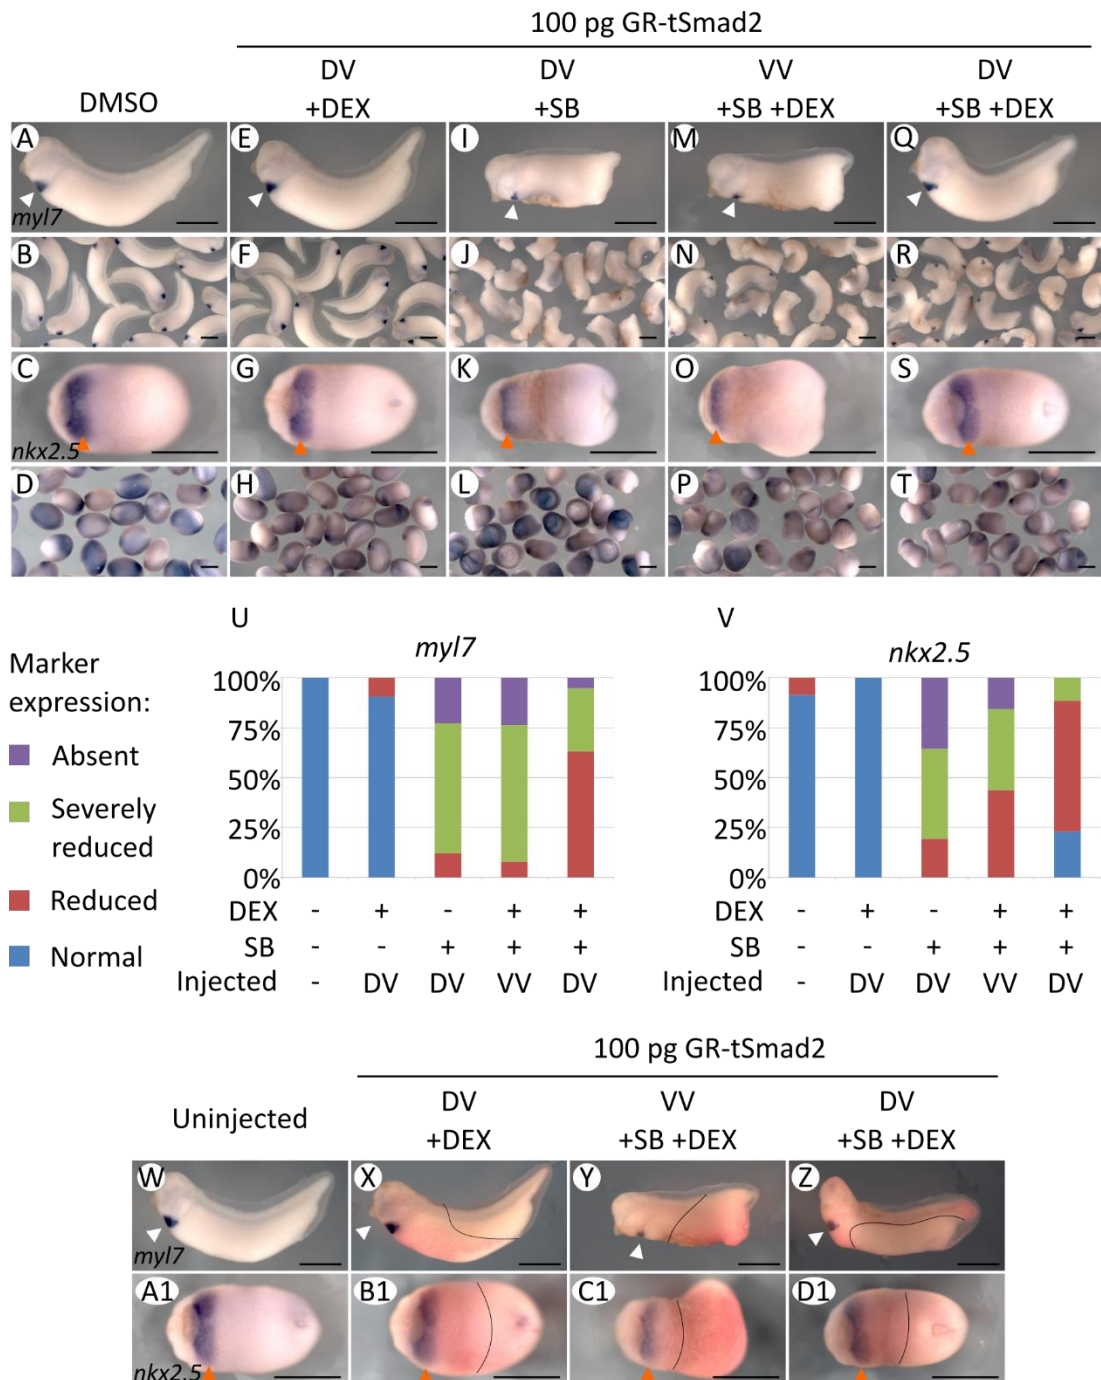 100 pg GR-tSmad2
DMSO
DV
+DEX
DV
+SB
VV
+SB +DEX
DV
+SB +DEX
A
E
I
M
Q
myl7
B
F
J
N
R
C
G
K
O
S
nkx2.5
D
H
L
P
T
U
V
Marker
expression:
Absent
Severely
reduced
Reduced
Normal
myl7
100%
75%
50%
25%
0%
DEX - + - + +
SB - - + + +
Injected - DV DV VV DV
nkx2.5
100%
75%
50%
25%
0%
- + - + +
- - + + +
- DV DV VV DV
100 pg GR-tSmad2
Uninjected
DV
+DEX
VV
+SB +DEX
DV
+SB +DEX
W
X
Y
Z
myl7
A1
B1
C1
D1
nkx2.5